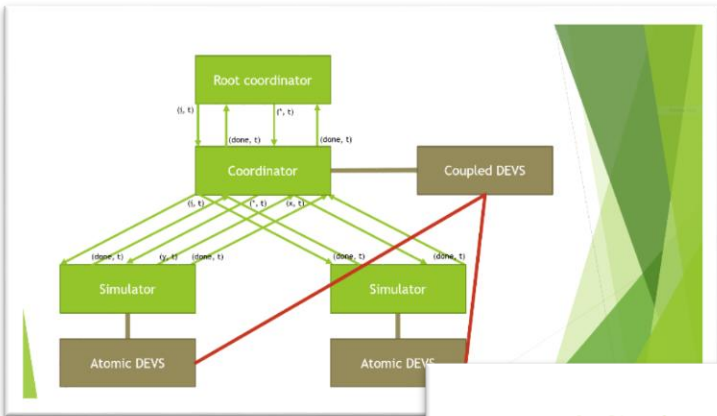 Root coordinator
(i, t)
(*, t)
(done, t)
(done, t)
Coordinator
Coupled DEVS
(i, t)
(*, t)
(x, t)
(done, t)
(y, t)
(done, t)
(done, t)
(done, t)
Simulator
Simulator
Atomic DEVS
Atomic DEVS